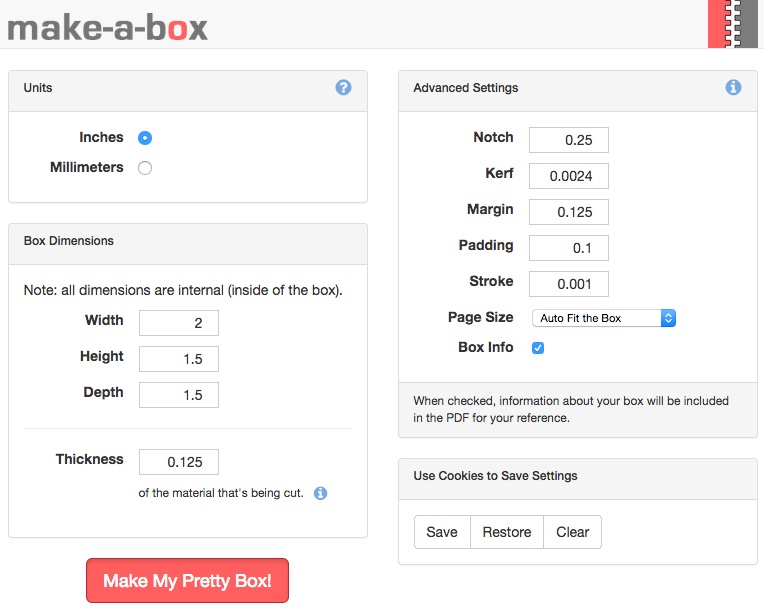 make-a-box
Units
Inches
Millimeters
Box Dimensions
Note: all dimensions are internal (inside of the box).
Width 2
Height 1.5
Depth 1.5
Thickness 0.125
of the material that's being cut.
Make My Pretty Box!
Advanced Settings
Notch 0.25
Kerf 0.0024
Margin 0.125
Padding 0.1
Stroke 0.001
Page Size Auto Fit the Box
Box Info
When checked, information about your box will be included
in the PDF for your reference.
Use Cookies to Save Settings
Save Restore Clear